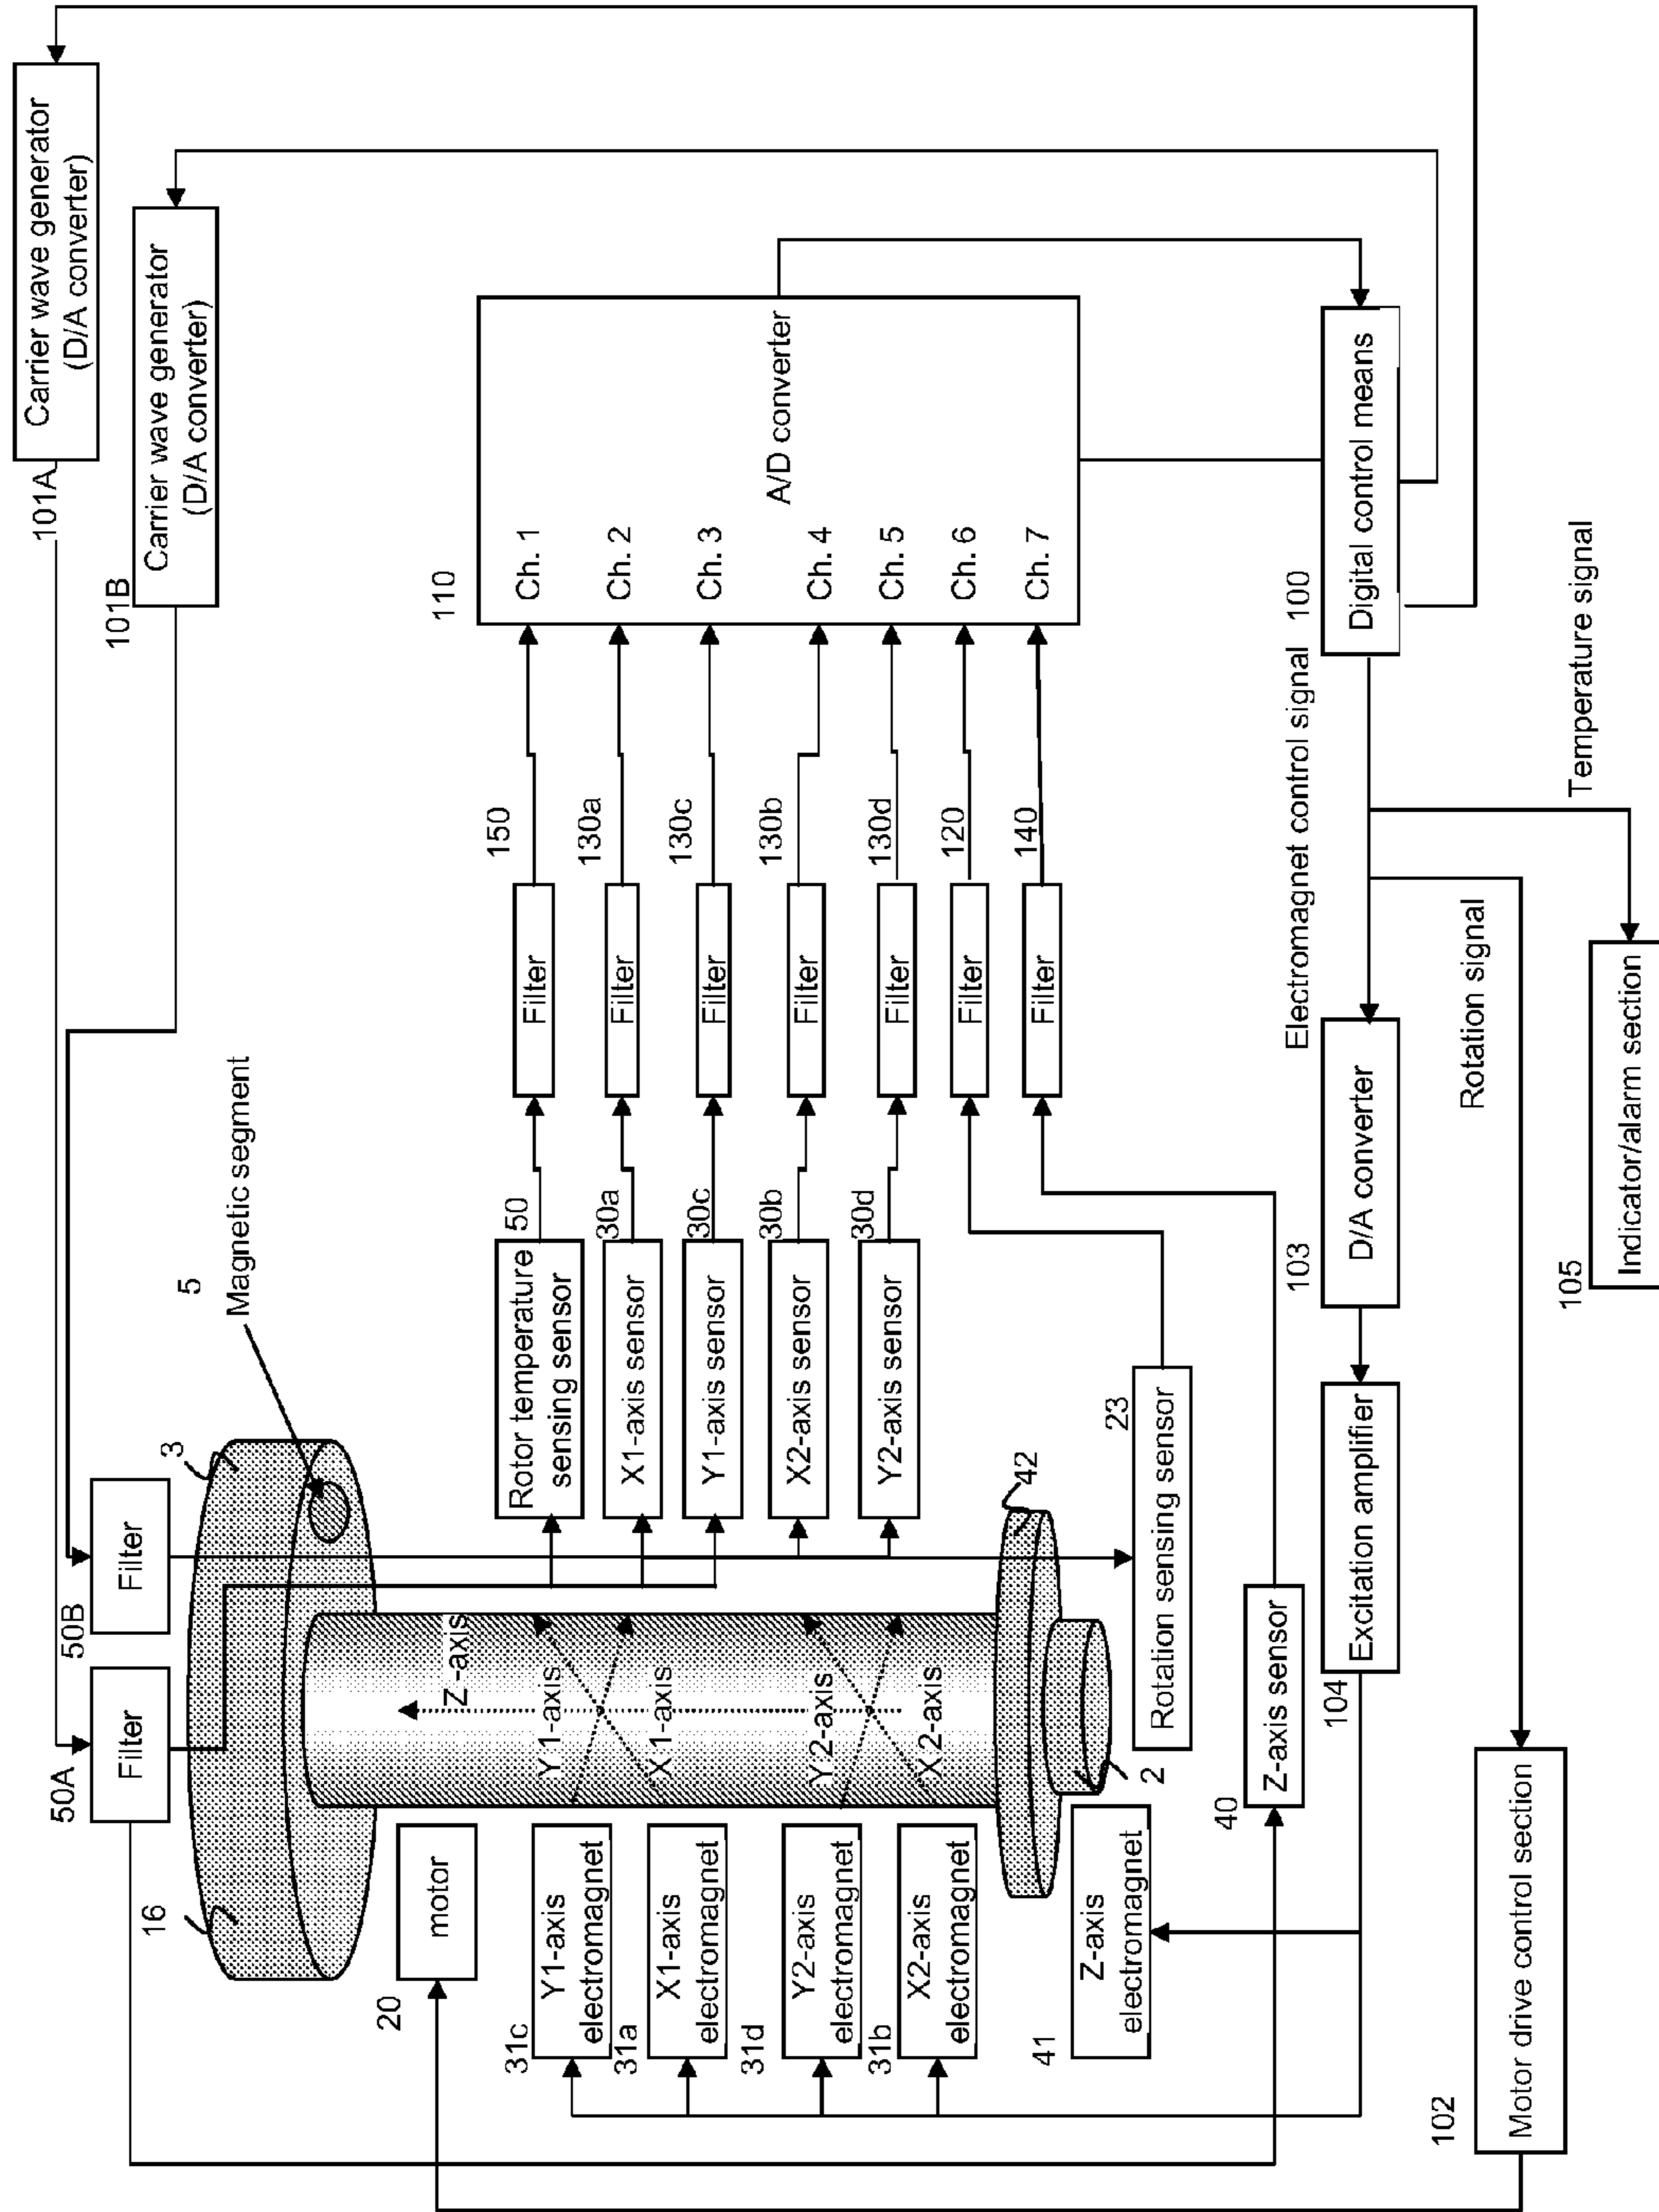 Carrier wave generator
(D/A converter)
101A
Carrier wave generator
(D/A converter)
101B
50A
Filter
50B
Filter
16
3
5
Magnetic segment
20
motor
Z-axis
Y1-axis
X1-axis
Y2-axis
X2-axis
31c
Y1-axis
electromagnet
31a
X1-axis
electromagnet
31d
Y2-axis
electromagnet
31b
X2-axis
electromagnet
41
Z-axis
electromagnet
2
42
Rotor temperature
sensing sensor
50
X1-axis sensor
30a
Y1-axis sensor
30c
X2-axis sensor
30b
Y2-axis sensor
30d
Rotation sensing sensor
23
40
Z-axis sensor
Filter
150
Filter
130a
Filter
130c
Filter
130b
Filter
130d
Filter
120
Filter
140
110
Ch. 1
Ch. 2
Ch. 3
Ch. 4
Ch. 5
Ch. 6
Ch. 7
A/D converter
104
Excitation amplifier
103
D/A converter
Electromagnet control signal
100
Digital control means
102
Motor drive control section
Rotation signal
105
Indicator/alarm section
Temperature signal